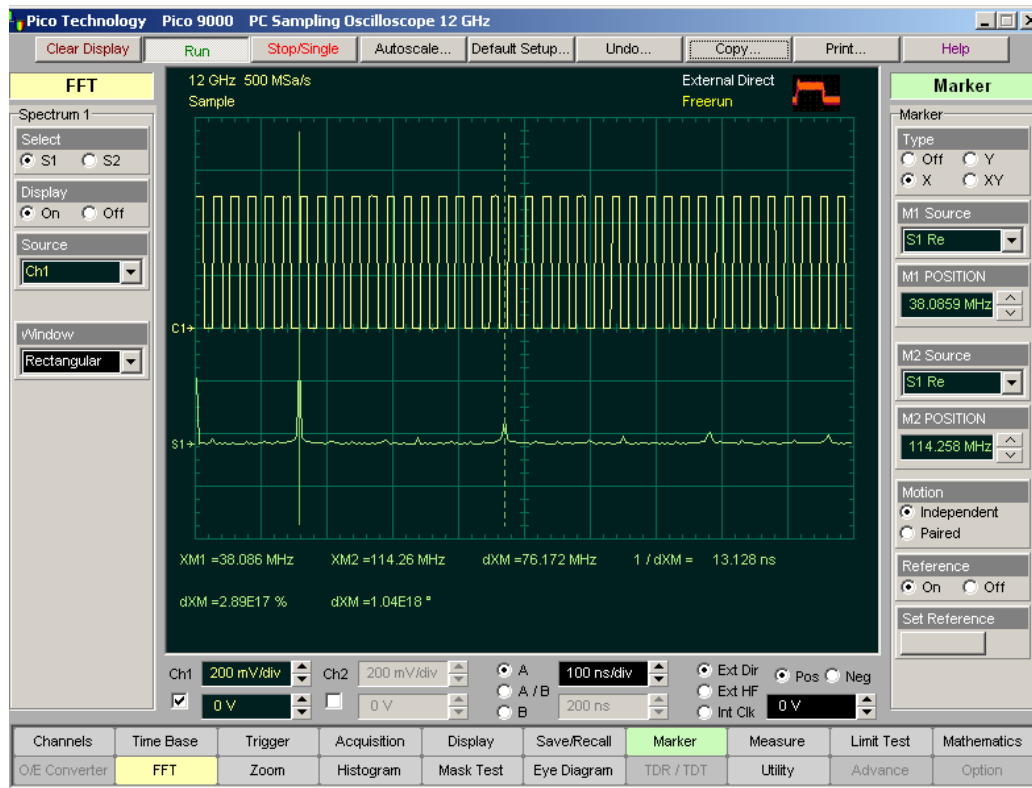 Pico Technology   Pico 9000   PC Sampling Oscilloscope 12 GHz
Clear Display   Run   Stop/Single   Autoscale...   Default Setup...   Undo...   Copy...   Print...   Help
FFT
Spectrum 1
Select
S1   S2
Display
On   Off
Source
Ch1
Window
Rectangular
12 GHz  500 MSa/s
Sample
External Direct
Freerun
C1
S1
XM1 =38.086 MHz   XM2 =114.26 MHz   dXM =76.172 MHz   1 / dXM =   13.128 ns
dXM =2.89E17 %   dXM =1.04E18 °
Marker
Marker
Type
Off   Y
X   XY
M1 Source
S1 Re
M1 POSITION
38.0859 MHz
M2 Source
S1 Re
M2 POSITION
114.258 MHz
Motion
Independent
Paired
Reference
On   Off
Set Reference
Ch1   200 mV/div   Ch2   200 mV/div   A   100 ns/div   Ext Dir   Pos   Neg
A / B   Ext HF
0 V   0 V   B   200 ns   Int Clk   0 V
Channels   Time Base   Trigger   Acquisition   Display   Save/Recall   Marker   Measure   Limit Test   Mathematics
O/E Converter   FFT   Zoom   Histogram   Mask Test   Eye Diagram   TDR / TDT   Utility   Advance   Option